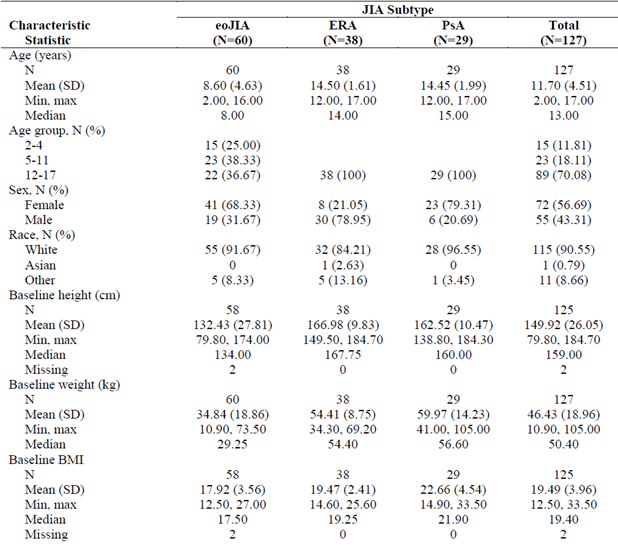 JIA Subtype
Characteristic eoJIA ERA PsA Total
Statistic (N=60) (N=38) (N=29) (N=127)
Age (years)
N 60 38 29 127
Mean (SD) 8.60 (4.63) 14.50 (1.61) 14.45 (1.99) 11.70 (4.51)
Min, max 2.00, 16.00 12.00, 17.00 12.00, 17.00 2.00, 17.00
Median 8.00 14.00 15.00 13.00
Age group, N (%)
2-4 15 (25.00) 15 (11.81)
5-11 23 (38.33) 23 (18.11)
12-17 22 (36.67) 38 (100) 29 (100) 89 (70.08)
Sex, N (%)
Female 41 (68.33) 8 (21.05) 23 (79.31) 72 (56.69)
Male 19 (31.67) 30 (78.95) 6 (20.69) 55 (43.31)
Race, N (%)
White 55 (91.67) 32 (84.21) 28 (96.55) 115 (90.55)
Asian 0 1 (2.63) 0 1 (0.79)
Other 5 (8.33) 5 (13.16) 1 (3.45) 11 (8.66)
Baseline height (cm)
N 58 38 29 125
Mean (SD) 132.43 (27.81) 166.98 (9.83) 162.52 (10.47) 149.92 (26.05)
Min, max 79.80, 174.00 149.50, 184.70 138.80, 184.30 79.80, 184.70
Median 134.00 167.75 160.00 159.00
Missing 2 0 0 2
Baseline weight (kg)
N 60 38 29 127
Mean (SD) 34.84 (18.86) 54.41 (8.75) 59.97 (14.23) 46.43 (18.96)
Min, max 10.90, 73.50 34.30, 69.20 41.00, 105.00 10.90, 105.00
Median 29.25 54.40 56.60 50.40
Baseline BMI
N 58 38 29 125
Mean (SD) 17.92 (3.56) 19.47 (2.41) 22.66 (4.54) 19.49 (3.96)
Min, max 12.50, 27.00 14.60, 25.60 14.90, 33.50 12.50, 33.50
Median 17.50 19.25 21.90 19.40
Missing 2 0 0 2